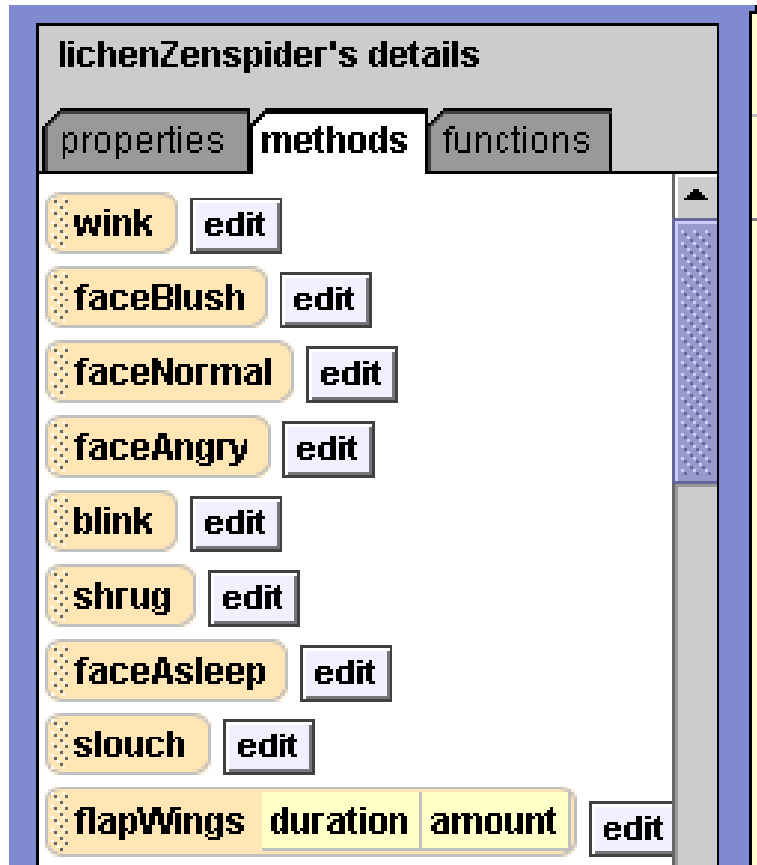 lichenZenspider's details
properties methods functions
wink edit
faceBlush edit
faceNormal edit
faceAngry edit
blink edit
shrug edit
faceAsleep edit
slouch edit
flapWings duration amount edit